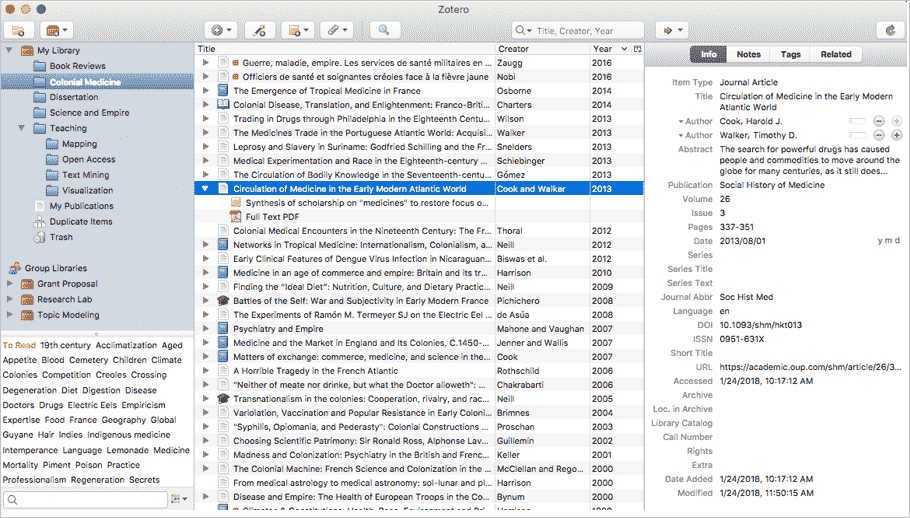 Zotero
Title, Creator, Year
My Library
Book Reviews
Colonial Medicine
Dissertation
Science and Empire
Teaching
Mapping
Open Access
Text Mining
Visualization
My Publications
Duplicate Items
Trash
Group Libraries
Grant Proposal
Research Lab
Topic Modeling
To Read 19th century Acclimatization Aged
Appetite Blood Cemetery Children Climate
Colonies Competition Creoles Crossing
Degeneration Diet Digestion Disease
Doctors Drugs Electric Eels Empiricism
Expertise Food France Geography Global
Guyane Hair Indies Indigenous medicine
Intemperance Language Lemonade Medicine
Mortality Piment Poison Practice
Professionalism Regeneration Secrets
Title Creator Year
Guerre, maladie, empire. Les services de santé militaires en ... Zaugg 2016
Officiers de santé et soignantes créoles face à la fièvre jaune Nobi 2016
The Emergence of Tropical Medicine in France Osborne 2014
Colonial Disease, Translation, and Enlightenment: Franco-Briti... Charters 2014
Trading in Drugs through Philadelphia in the Eighteenth Centu... Wilson 2013
The Medicines Trade in the Portuguese Atlantic World: Acquis... Walker 2013
Leprosy and Slavery in Suriname: Godfried Schilling and the Fr... Snelders 2013
Medical Experimentation and Race in the Eighteenth-century ... Schiebinger 2013
The Circulation of Bodily Knowledge in the Seventeenth-centu... Gómez 2013
Circulation of Medicine in the Early Modern Atlantic World Cook and Walker 2013
Synthesis of scholarship on "medicines" to restore focus o...
Full Text PDF
Colonial Medical Encounters in the Nineteenth Century: The Fr... Thoral 2012
Networks in Tropical Medicine: Internationalism, Colonialism, a... Neill 2012
Early Clinical Features of Dengue Virus Infection in Nicaraguan... Biswas et al. 2012
Medicine in an age of commerce and empire: Britain and its tr... Harrison 2010
Finding the "Ideal Diet": Nutrition, Culture, and Dietary Practic... Neill 2009
Battles of the Self: War and Subjectivity in Early Modern France Pichichero 2008
The Experiments of Ramón M. Termeyer SJ on the Electric Eel ... de Asúa 2008
Psychiatry and Empire Mahone and Vaughan 2007
Medicine and the Market in England and Its Colonies, C.1450-... Jenner and Wallis 2007
Matters of exchange: commerce, medicine, and science in the... Cook 2007
A Horrible Tragedy in the French Atlantic Rothschild 2006
"Neither of meate nor drinke, but what the Doctor alloweth": ... Chakrabarti 2006
Transnationalism in the colonies: Cooperation, rivalry, and rac... Neill 2005
Variolation, Vaccination and Popular Resistance in Early Coloni... Brimnes 2004
"Syphilis, Opiomania, and Pederasty": Colonial Constructions ... Proschan 2003
Choosing Scientific Patrimony: Sir Ronald Ross, Alphonse Lav... Guillemin 2002
Madness and Colonization: Psychiatry in the British and Frenc... Keller 2001
The Colonial Machine: French Science and Colonization in the ... McClellan and Rego... 2000
From medical astrology to medical astronomy: sol-lunar and pl... Harrison 2000
Disease and Empire: The Health of European Troops in the Co... Bynum 2000
Info Notes Tags Related
Item Type Journal Article
Title Circulation of Medicine in the Early Modern
Atlantic World
Author Cook, Harold J.
Author Walker, Timothy D.
Abstract The search for powerful drugs has caused
people and commodities to move around the
globe for many centuries, as it still does...
Publication Social History of Medicine
Volume 26
Issue 3
Pages 337-351
Date 2013/08/01 y m d
Series
Series Title
Series Text
Journal Abbr Soc Hist Med
Language en
DOI 10.1093/shm/hkt013
ISSN 0951-631X
Short Title
URL https://academic.oup.com/shm/article/26/3...
Accessed 1/24/2018, 10:17:12 AM
Archive
Loc. in Archive
Library Catalog
Call Number
Rights
Extra
Date Added 1/24/2018, 10:17:12 AM
Modified 1/24/2018, 11:50:15 AM